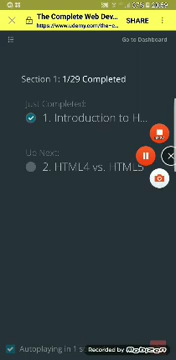 The Complete Web Dev...
https://www.udemy.com/the-c...
SHARE
Go to Dashboard
Section 1: 1/29 Completed
Just Completed:
1. Introduction to H...
Up Next:
2. HTML4 vs. HTML5
Autoplaying in 1 s
Recorded by